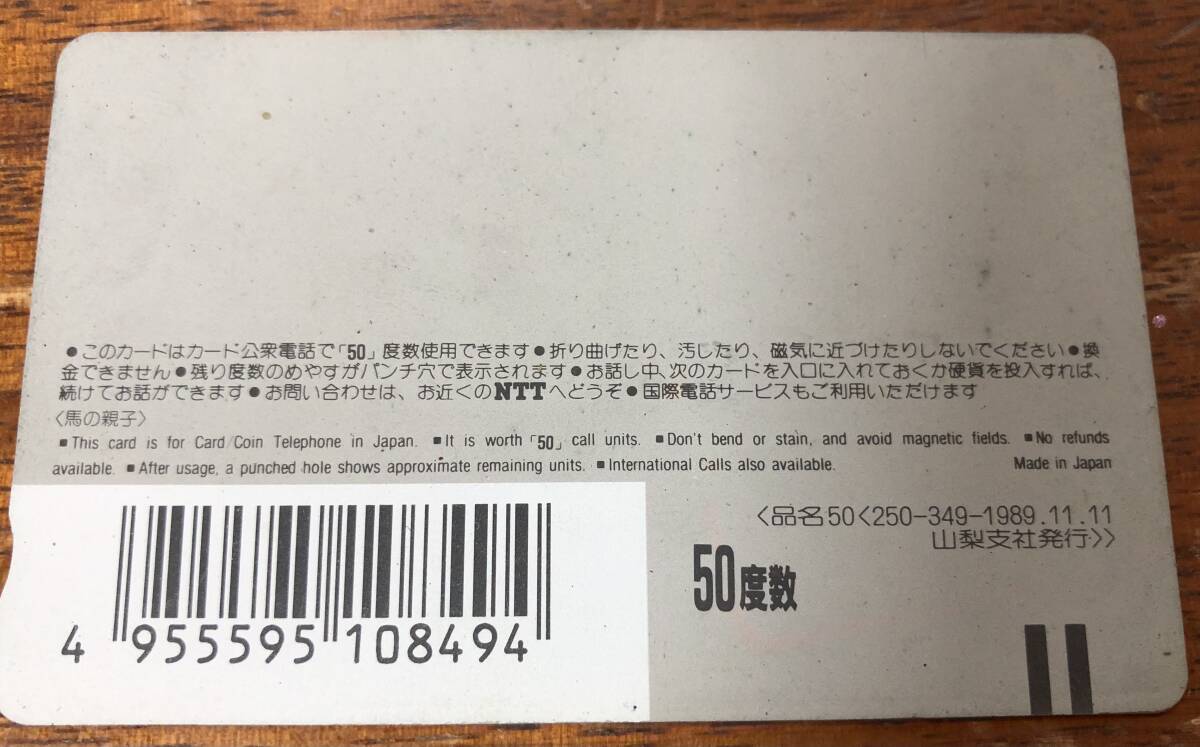 ●このカードはカード公衆電話で「50」度数使用できます●折り曲げたり、汚したり、磁気に近づけたりしないでください●換
金できません●残り度数のめやすがパンチ穴で表示されます●お話し中、次のカードを入口に入れておくか硬貨を投入すれば、
続けてお話ができます●お問い合わせは、お近くのNTTへどうぞ●国際電話サービスもご利用いただけます
〈馬の親子〉
■This card is for Card/Coin Telephone in Japan. ■It is worth「50」call units. ■Don't bend or stain, and avoid magnetic fields. ■No refunds
available. ■After usage, a punched hole shows approximate remaining units. ■International Calls also available. Made in Japan
〈品名50〈250-349-1989.11.11
山梨支社発行〉〉
50度数
4 955595 108494